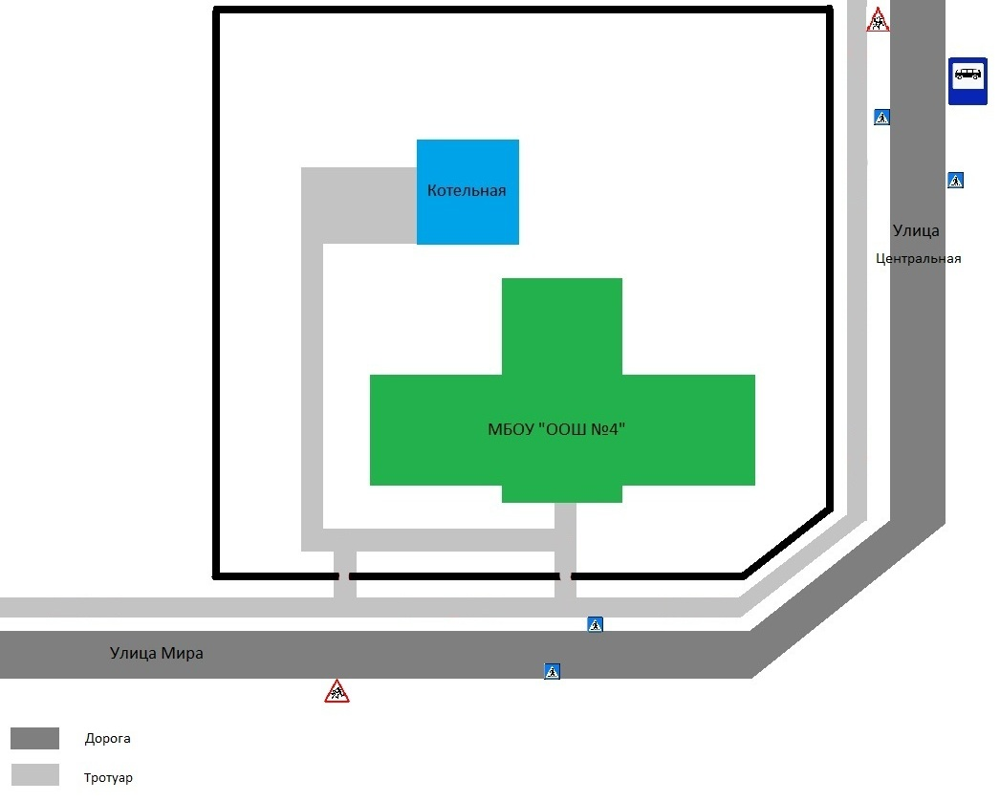 Котельная
Улица
Центральная
МБОУ "ООШ №4"
Улица Мира
Дорога
Тротуар